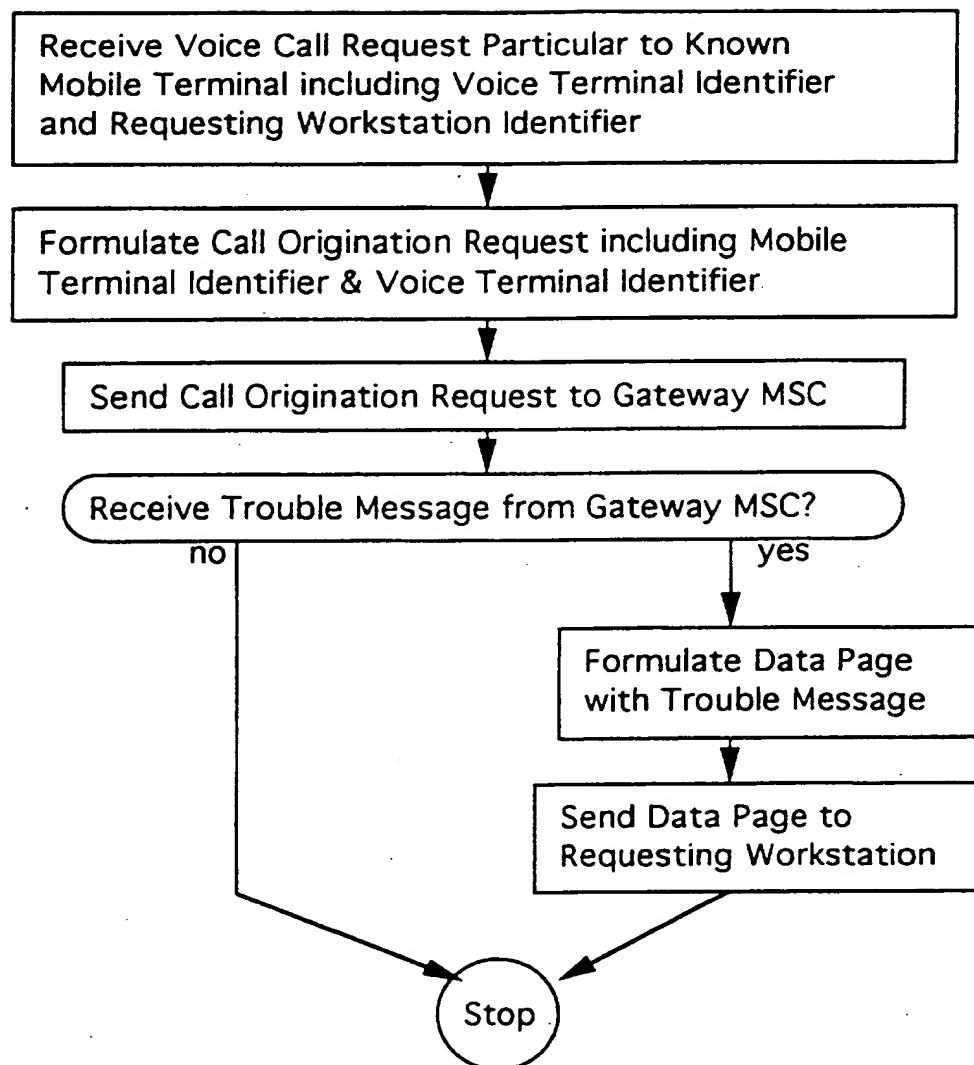 Receive Voice Call Request Particular to Known
Mobile Terminal including Voice Terminal Identifier
and Requesting Workstation Identifier
Formulate Call Origination Request including Mobile
Terminal Identifier & Voice Terminal Identifier
Send Call Origination Request to Gateway MSC
Receive Trouble Message from Gateway MSC?
no
yes
Formulate Data Page
with Trouble Message
Send Data Page to
Requesting Workstation
Stop